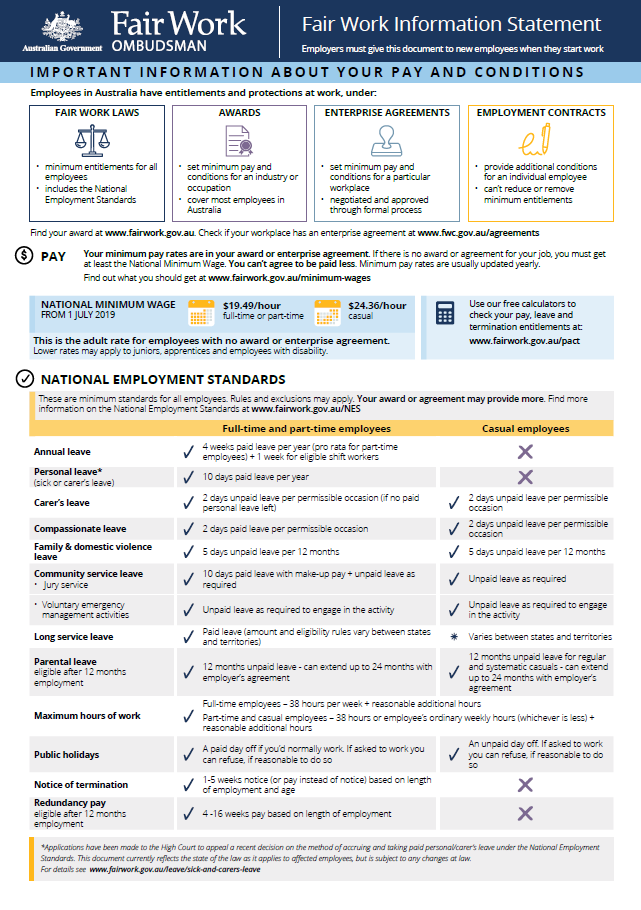 Australian Government
Fair Work
OMBUDSMAN
Fair Work Information Statement
Employers must give this document to new employees when they start work
IMPORTANT INFORMATION ABOUT YOUR PAY AND CONDITIONS
Employees in Australia have entitlements and protections at work, under:
FAIR WORK LAWS
• minimum entitlements for all
employees
• includes the National
Employment Standards
AWARDS
• set minimum pay and
conditions for an industry or
occupation
• cover most employees in
Australia
ENTERPRISE AGREEMENTS
• set minimum pay and
conditions for a particular
workplace
• negotiated and approved
through formal process
EMPLOYMENT CONTRACTS
• provide additional conditions
for an individual employee
• can't reduce or remove
minimum entitlements
Find your award at www.fairwork.gov.au. Check if your workplace has an enterprise agreement at www.fwc.gov.au/agreements
$ PAY
Your minimum pay rates are in your award or enterprise agreement. If there is no award or agreement for your job, you must get
at least the National Minimum Wage. You can't agree to be paid less. Minimum pay rates are usually updated yearly.
Find out what you should get at www.fairwork.gov.au/minimum-wages
NATIONAL MINIMUM WAGE
FROM 1 JULY 2019
$19.49/hour
full-time or part-time
$24.36/hour
casual
This is the adult rate for employees with no award or enterprise agreement.
Lower rates may apply to juniors, apprentices and employees with disability.
Use our free calculators to
check your pay, leave and
termination entitlements at:
www.fairwork.gov.au/pact
NATIONAL EMPLOYMENT STANDARDS
These are minimum standards for all employees. Rules and exclusions may apply. Your award or agreement may provide more. Find more
information on the National Employment Standards at www.fairwork.gov.au/NES
Full-time and part-time employees
Casual employees
Annual leave
4 weeks paid leave per year (pro rata for part-time
employees) + 1 week for eligible shift workers
Personal leave*
(sick or carer's leave)
10 days paid leave per year
Carer's leave
2 days unpaid leave per permissible occasion (if no paid
personal leave left)
2 days unpaid leave per permissible
occasion
Compassionate leave
2 days paid leave per permissible occasion
2 days unpaid leave per permissible
occasion
Family & domestic violence
leave
5 days unpaid leave per 12 months
5 days unpaid leave per 12 months
Community service leave
• Jury service
10 days paid leave with make-up pay + unpaid leave as
required
Unpaid leave as required
• Voluntary emergency
management activities
Unpaid leave as required to engage in the activity
Unpaid leave as required to engage
in the activity
Long service leave
Paid leave (amount and eligibility rules vary between states
and territories)
* Varies between states and territories
Parental leave
eligible after 12 months
employment
12 months unpaid leave - can extend up to 24 months with
employer's agreement
12 months unpaid leave for regular
and systematic casuals - can extend
up to 24 months with employer's
agreement
Maximum hours of work
Full-time employees – 38 hours per week + reasonable additional hours
Part-time and casual employees – 38 hours or employee's ordinary weekly hours (whichever is less) +
reasonable additional hours
Public holidays
A paid day off if you'd normally work. If asked to work you
can refuse, if reasonable to do so
An unpaid day off. If asked to work
you can refuse, if reasonable to do
so
Notice of termination
1-5 weeks notice (or pay instead of notice) based on length
of employment and age
Redundancy pay
eligible after 12 months
employment
4 -16 weeks pay based on length of employment
*Applications have been made to the High Court to appeal a recent decision on the method of accruing and taking paid personal/carer's leave under the National Employment
Standards. This document currently reflects the state of the law as it applies to affected employees, but is subject to any changes at law.
For details see www.fairwork.gov.au/leave/sick-and-carers-leave